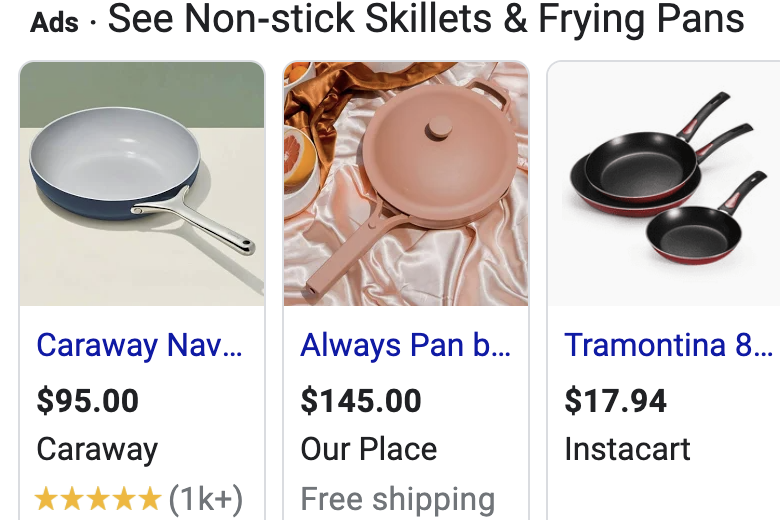 Ads · See Non-stick Skillets & Frying Pans
Caraway Nav...
$95.00
Caraway
(1k+)
Always Pan b...
$145.00
Our Place
Free shipping
Tramontina 8...
$17.94
Instacart